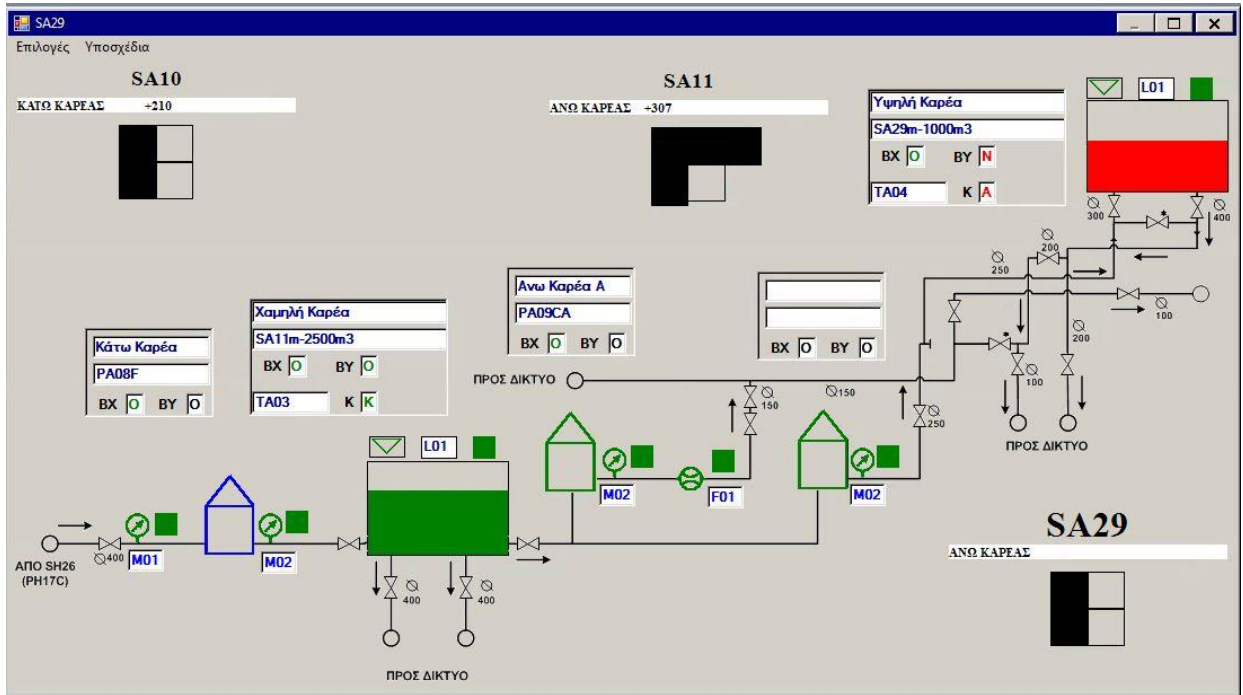 SA29
Επιλογές Υποσχέδια
SA10
ΚΑΤΩ ΚΑΡΕΑΣ +210
SA11
ΑΝΩ ΚΑΡΕΑΣ +307
Υψηλή Καρέα
SA29m-1000m3
BX O BY N
TA04 K A
L01
∅300
∅400
∅200
∅250
∅100
∅200
∅100
ΠΡΟΣ ΔΙΚΤΥΟ
Ανω Καρέα Α
PA09CA
BX O BY O
BX O BY O
Χαμηλή Καρέα
SA11m-2500m3
BX O BY O
TA03 K K
Κάτω Καρέα
PA08F
BX O BY O
ΠΡΟΣ ΔΙΚΤΥΟ
∅150
∅150
∅250
L01
M02
F01
M02
ΑΠΟ SH26
(PH17C)
∅400
M01
M02
∅400
∅400
ΠΡΟΣ ΔΙΚΤΥΟ
SA29
ΑΝΩ ΚΑΡΕΑΣ